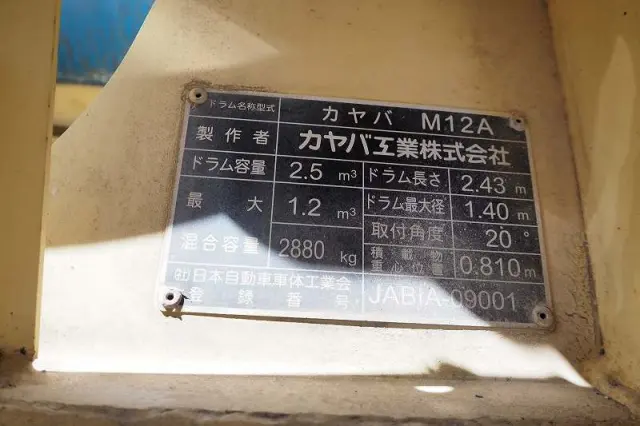 ドラム名称型式 カヤバ M12A
製作者 カヤバ工業株式会社
ドラム容量 2.5 m³ ドラム長さ 2.43 m
最大 1.2 m³ ドラム最大径 1.40 m
混合容量 2880 kg 取付角度 20°
積載物重心位置 0.810 m
(社)日本自動車車体工業会
登録番号 JABIA-09001